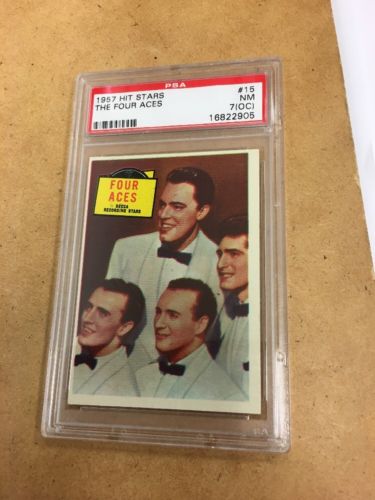 PSA
1957 HIT STARS #15
THE FOUR ACES NM
7(OC)
16822905
FOUR
ACES
DECCA
RECORDING STARS